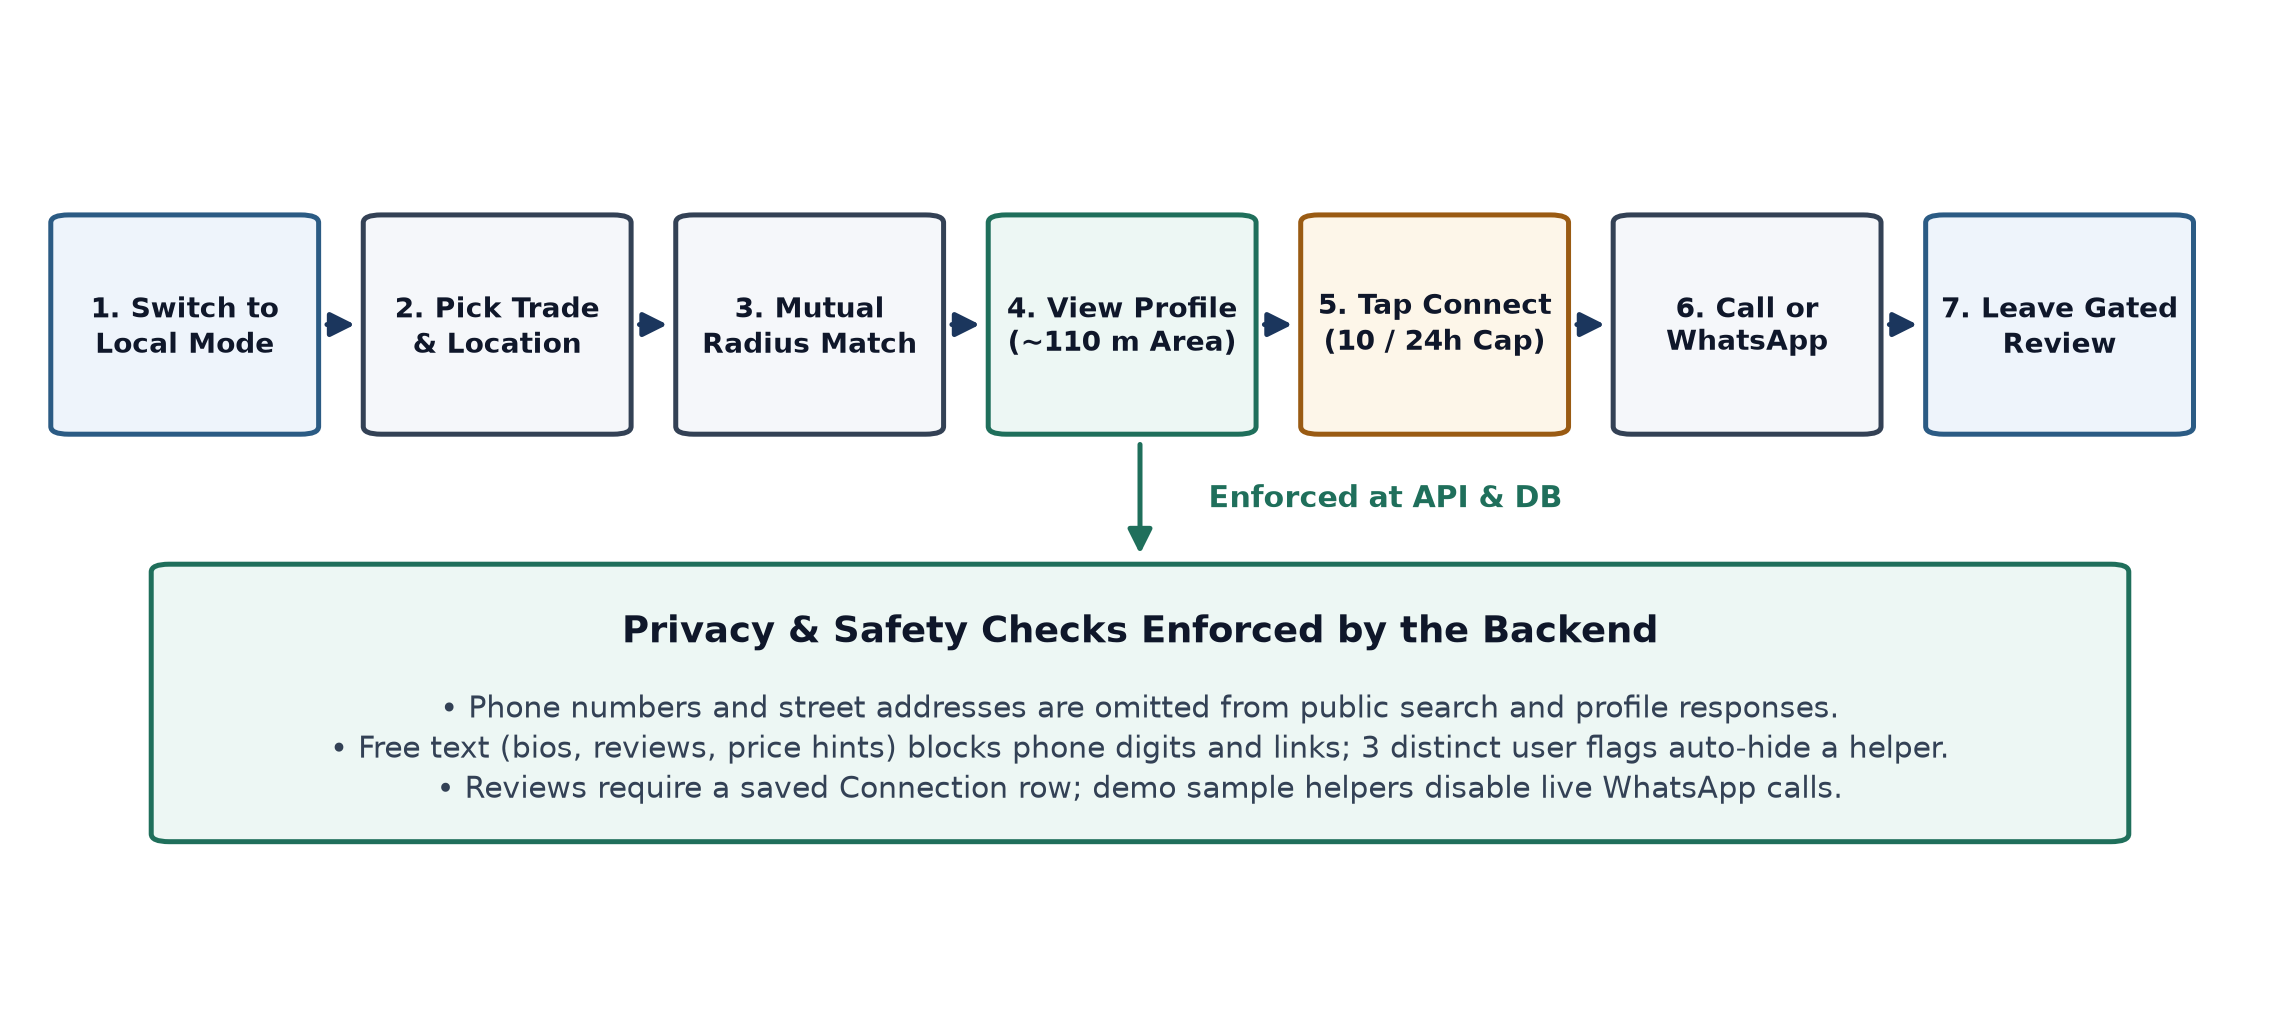 1. Switch to
Local Mode
2. Pick Trade
& Location
3. Mutual
Radius Match
4. View Profile
(~110 m Area)
5. Tap Connect
(10 / 24h Cap)
6. Call or
WhatsApp
7. Leave Gated
Review
Enforced at API & DB
Privacy & Safety Checks Enforced by the Backend
• Phone numbers and street addresses are omitted from public search and profile responses.
• Free text (bios, reviews, price hints) blocks phone digits and links; 3 distinct user flags auto-hide a helper.
• Reviews require a saved Connection row; demo sample helpers disable live WhatsApp calls.